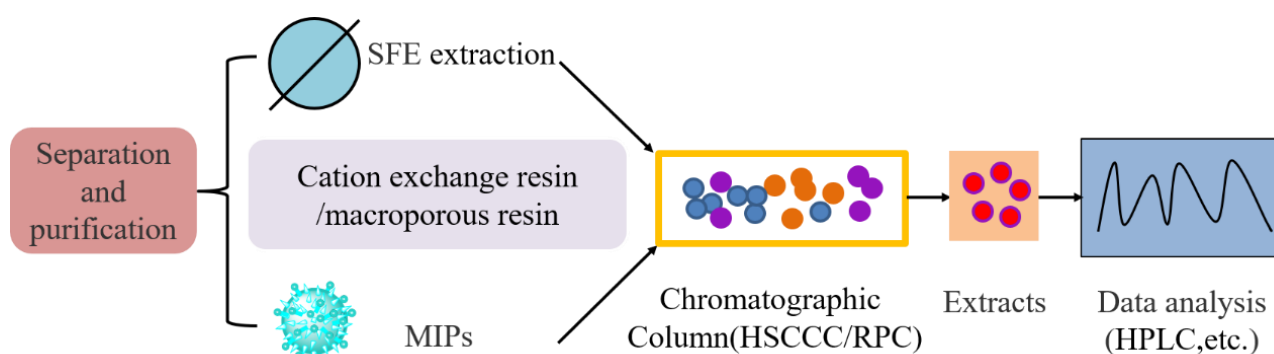 Separation
and
purification
SFE extraction
Cation exchange resin
/macroporous resin
MIPs
Chromatographic
Column(HSCCC/RPC)
Extracts
Data analysis
(HPLC,etc.)